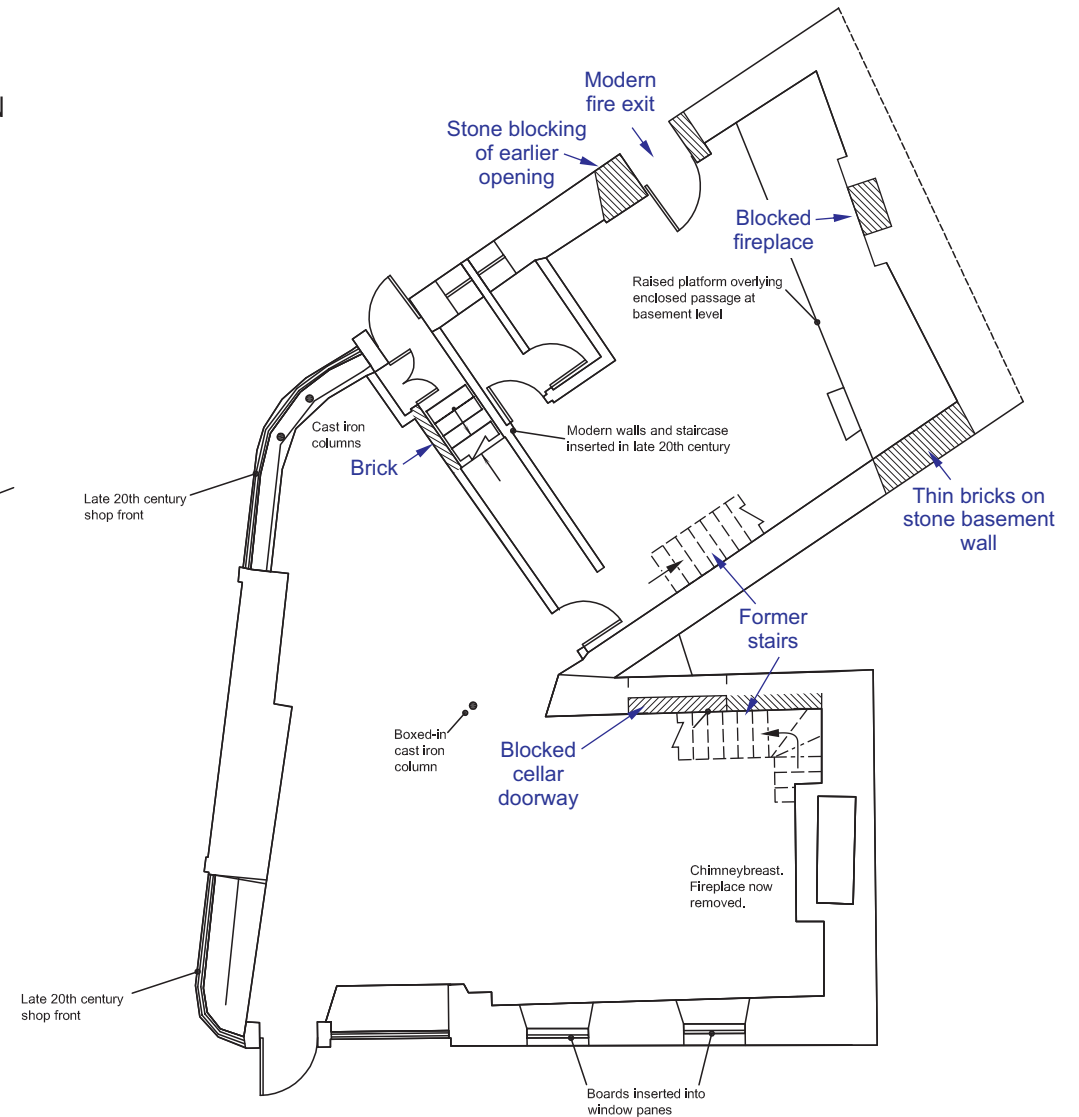 N
Modern
fire exit
Stone blocking
of earlier
opening
Blocked
fireplace
Raised platform overlying
enclosed passage at
basement level
Cast iron
columns
Brick
Modern walls and staircase
inserted in late 20th century
Late 20th century
shop front
Thin bricks on
stone basement
wall
Former
stairs
Boxed-in
cast iron
column
Blocked
cellar
doorway
Chimneybreast.
Fireplace now
removed.
Late 20th century
shop front
Boards inserted into
window panes